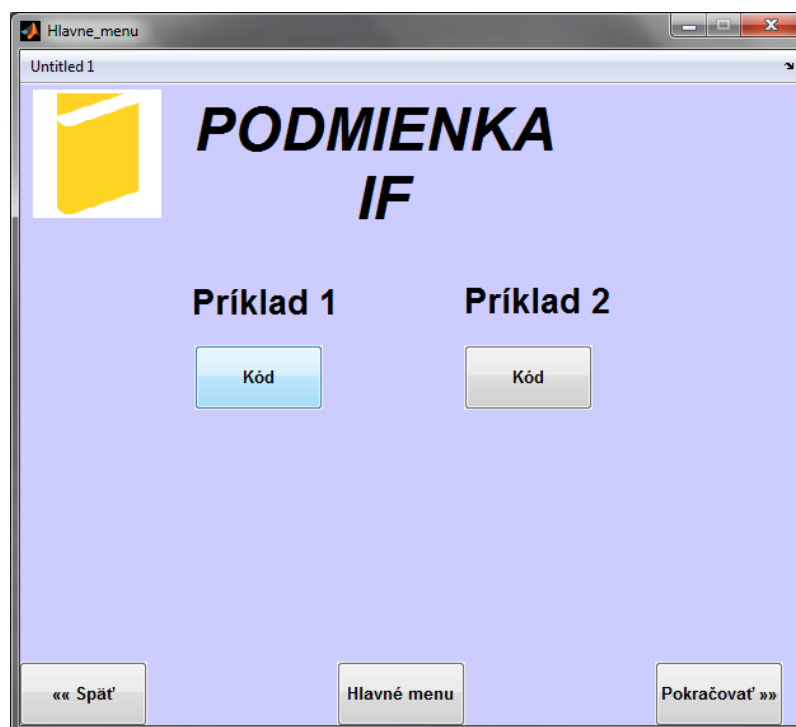 Hlavne_menu
Untitled 1
PODMIENKA
IF
Príklad 1 Príklad 2
Kód Kód
«« Späť Hlavné menu Pokračovať »»